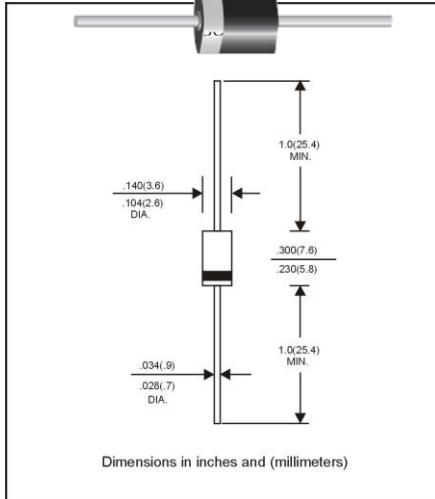 1.0(25.4)
MIN.
.140(3.6)
.104(2.6)
DIA.
.300(7.6)
.230(5.8)
1.0(25.4)
MIN.
.034(.9)
.028(.7)
DIA.
Dimensions in inches and (millimeters)